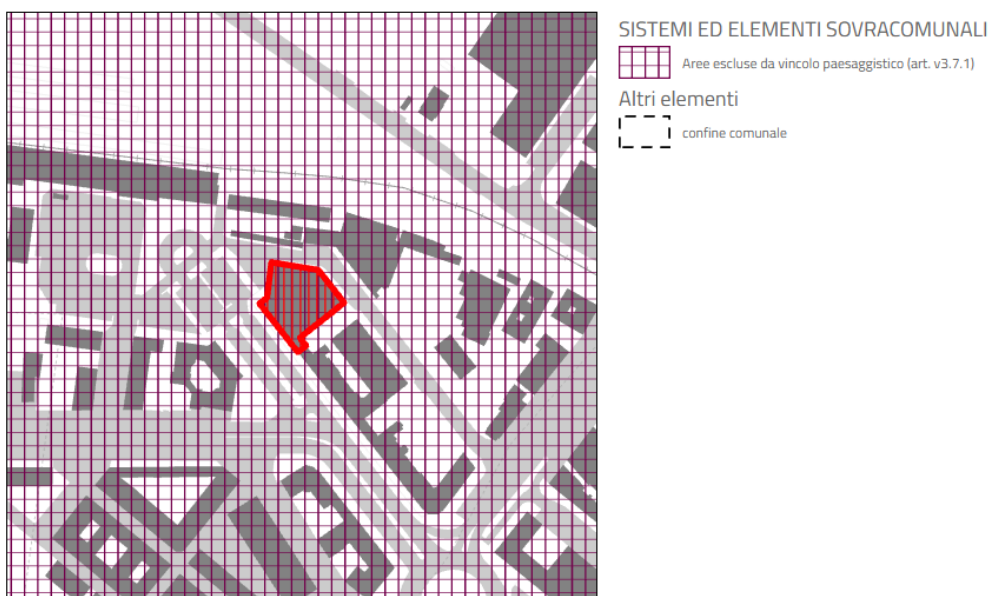 SISTEMI ED ELEMENTI SOVRACOMUNALI
Aree escluse da vincolo paesaggistico (art. v3.7.1)
Altri elementi
confine comunale